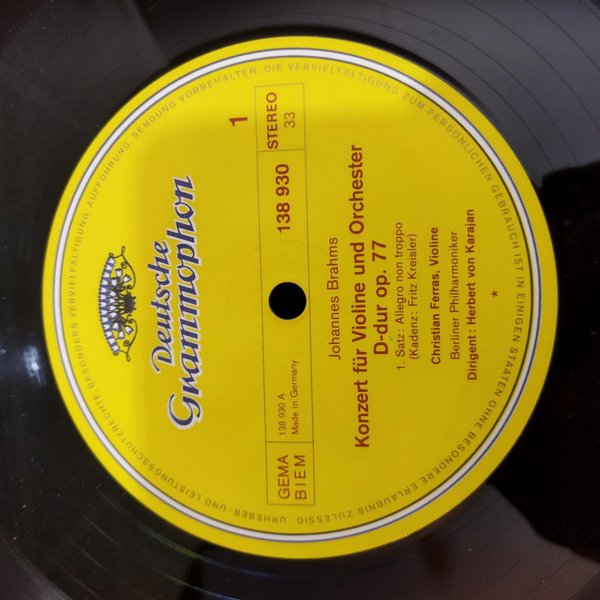 Deutsche
Grammophon
1
GEMA
BIEM
138 930 A
Made in Germany
138 930
STEREO
33
Johannes Brahms
Konzert für Violine und Orchester
D-dur op. 77
1. Satz: Allegro non troppo
(Kadenz: Fritz Kreisler)
Christian Ferras, Violine
Berliner Philharmoniker
Dirigent: Herbert von Karajan
*
URHEBER- UND LEISTUNGSSCHUTZRECHTE, BESONDERS VERVIELFÄLTIGUNG, AUFFÜHRUNG, SENDUNG VORBEHALTEN. DIE VERVIELFÄLTIGUNG ZUM PERSÖNLICHEN GEBRAUCH IST IN EINIGEN STAATEN OHNE BESONDERE ERLAUBNIS ZULÄSSIG ·